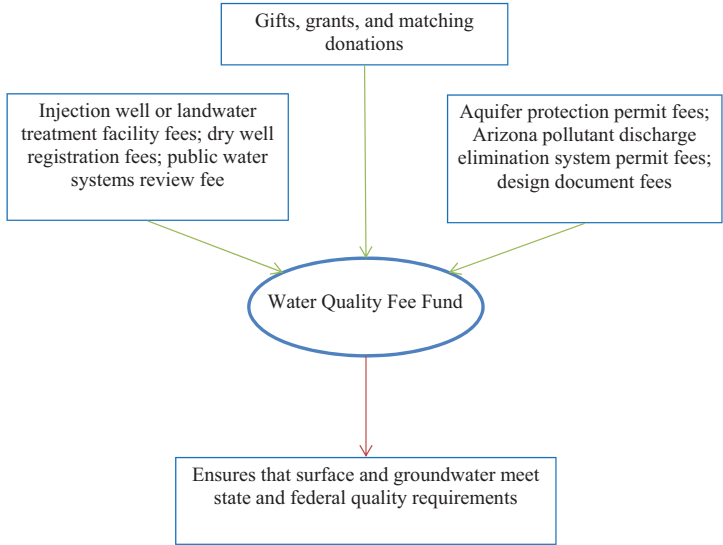 Gifts, grants, and matching
donations
Injection well or landwater
treatment facility fees; dry well
registration fees; public water
systems review fee
Aquifer protection permit fees;
Arizona pollutant discharge
elimination system permit fees;
design document fees
Water Quality Fee Fund
Ensures that surface and groundwater meet
state and federal quality requirements